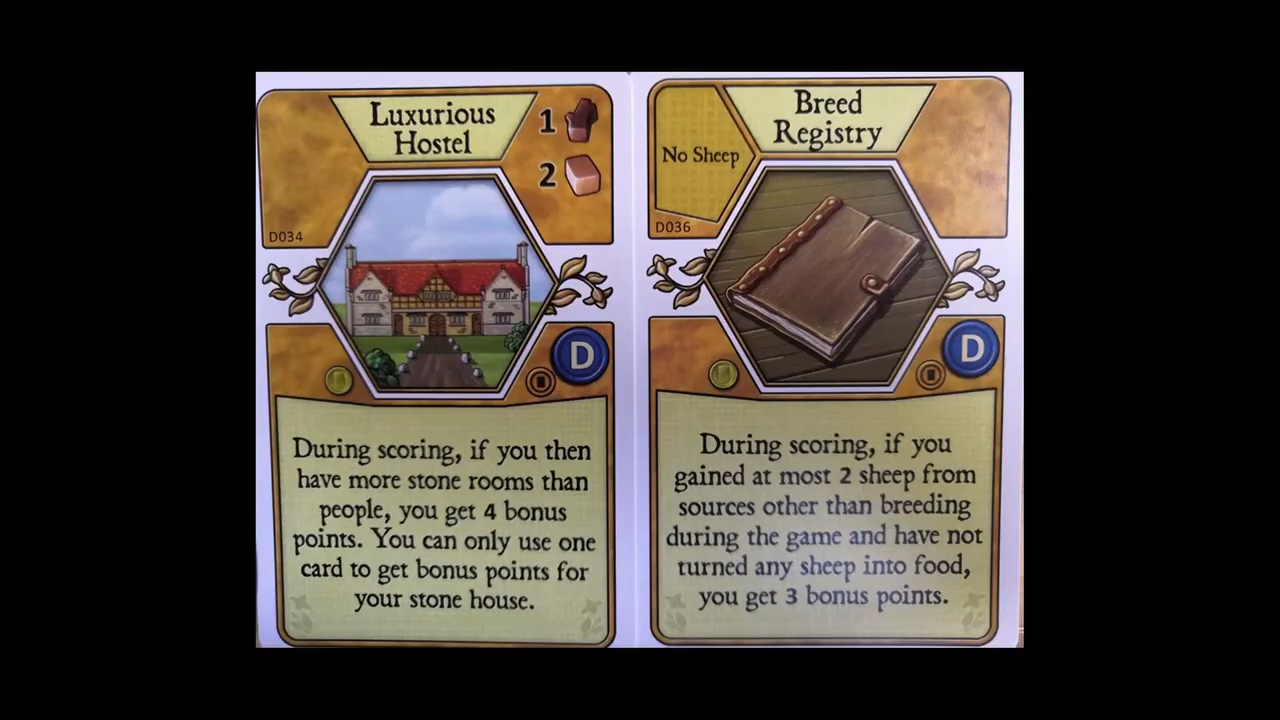 Luxurious
Hostel
1
2
D034
D
During scoring, if you then
have more stone rooms than
people, you get 4 bonus
points. You can only use one
card to get bonus points for
your stone house.
Breed
Registry
No Sheep
D036
D
During scoring, if you
gained at most 2 sheep from
sources other than breeding
during the game and have not
turned any sheep into food,
you get 3 bonus points.